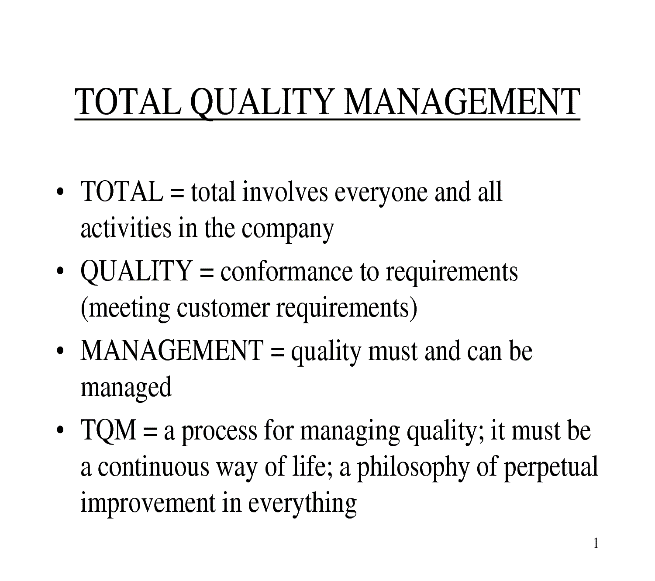 TOTAL QUALITY MANAGEMENT
• TOTAL = total involves everyone and all
activities in the company
• QUALITY = conformance to requirements
(meeting customer requirements)
• MANAGEMENT = quality must and can be
managed
• TQM = a process for managing quality; it must be
a continuous way of life; a philosophy of perpetual
improvement in everything
1